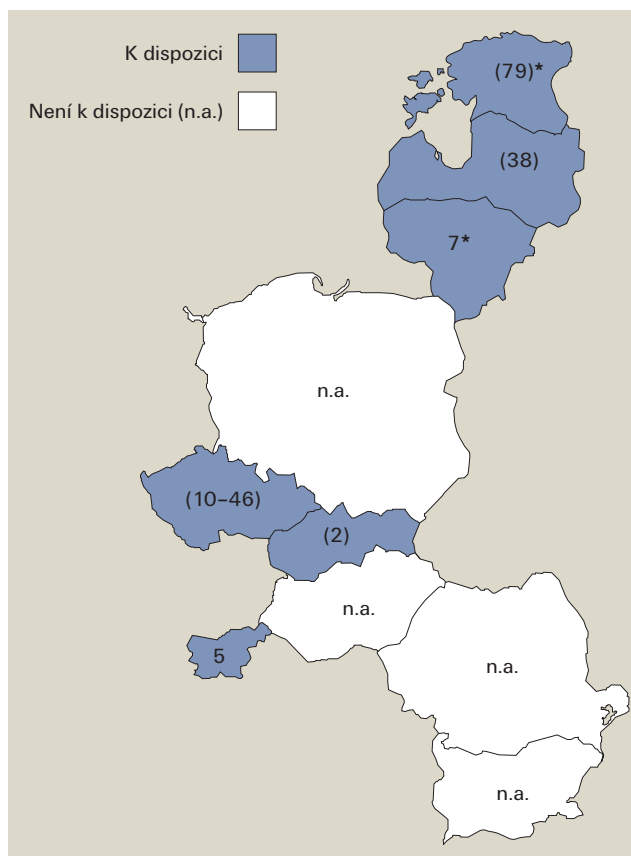 K dispozici
Není k dispozici (n.a.)
(79)*
(38)
7*
n.a.
(10–46)
(2)
n.a.
5
n.a.
n.a.